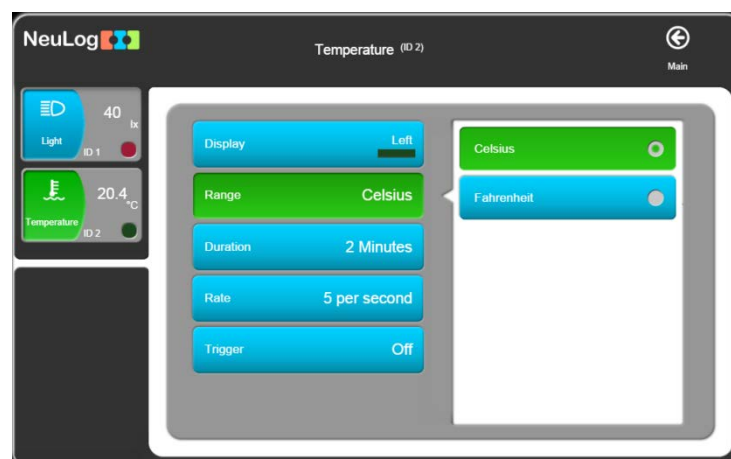 NeuLog
Temperature (ID 2)
Main
40 lx
Light
ID 1
20.4 °C
Temperature
ID 2
Display Left
Range Celsius
Duration 2 Minutes
Rate 5 per second
Trigger Off
Celsius
Fahrenheit